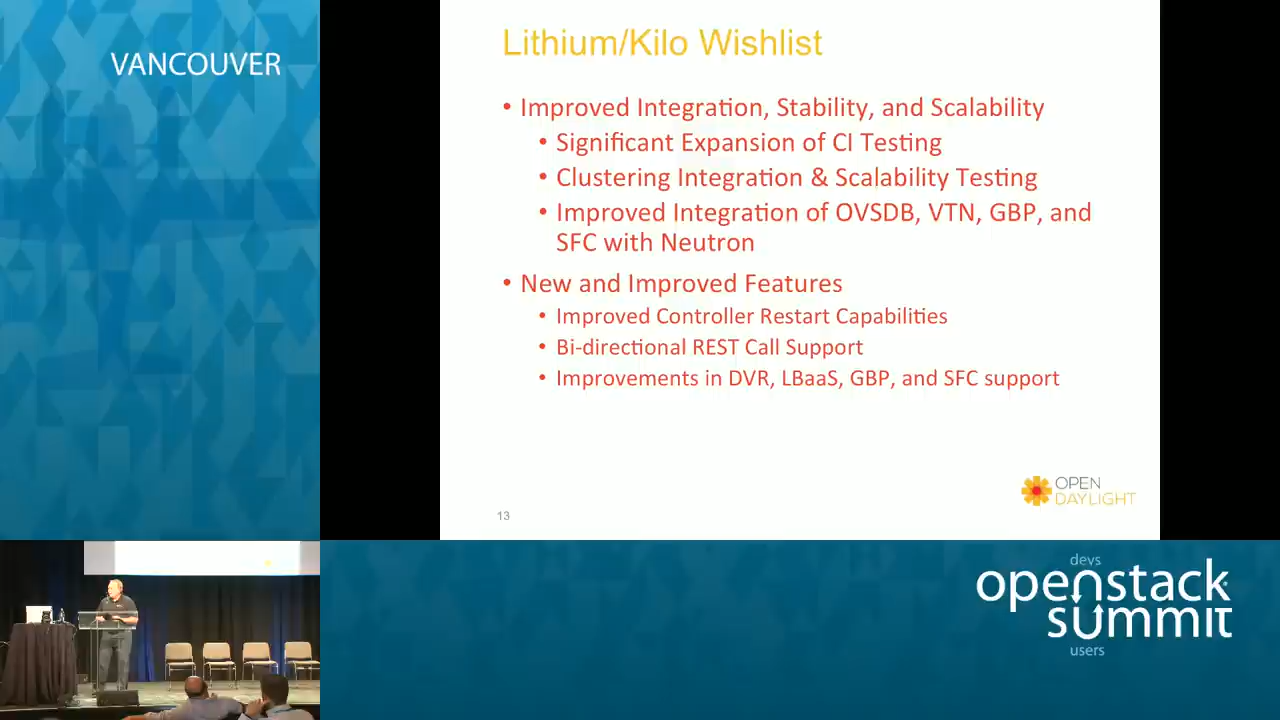 VANCOUVER
Lithium/Kilo Wishlist
• Improved Integration, Stability, and Scalability
• Significant Expansion of CI Testing
• Clustering Integration & Scalability Testing
• Improved Integration of OVSDB, VTN, GBP, and
SFC with Neutron
• New and Improved Features
• Improved Controller Restart Capabilities
• Bi-directional REST Call Support
• Improvements in DVR, LBaaS, GBP, and SFC support
OPEN
DAYLIGHT
13
devs
openstack
summit
users